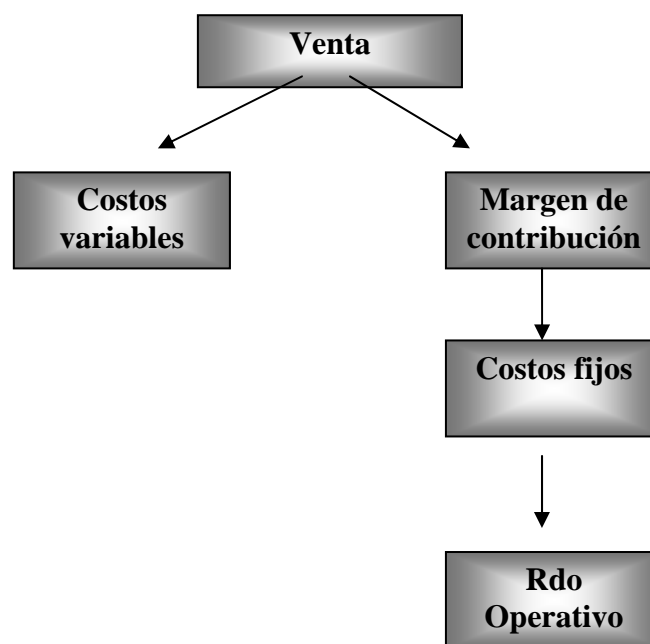 Venta
Costos
variables
Margen de
contribución
Costos fijos
Rdo
Operativo